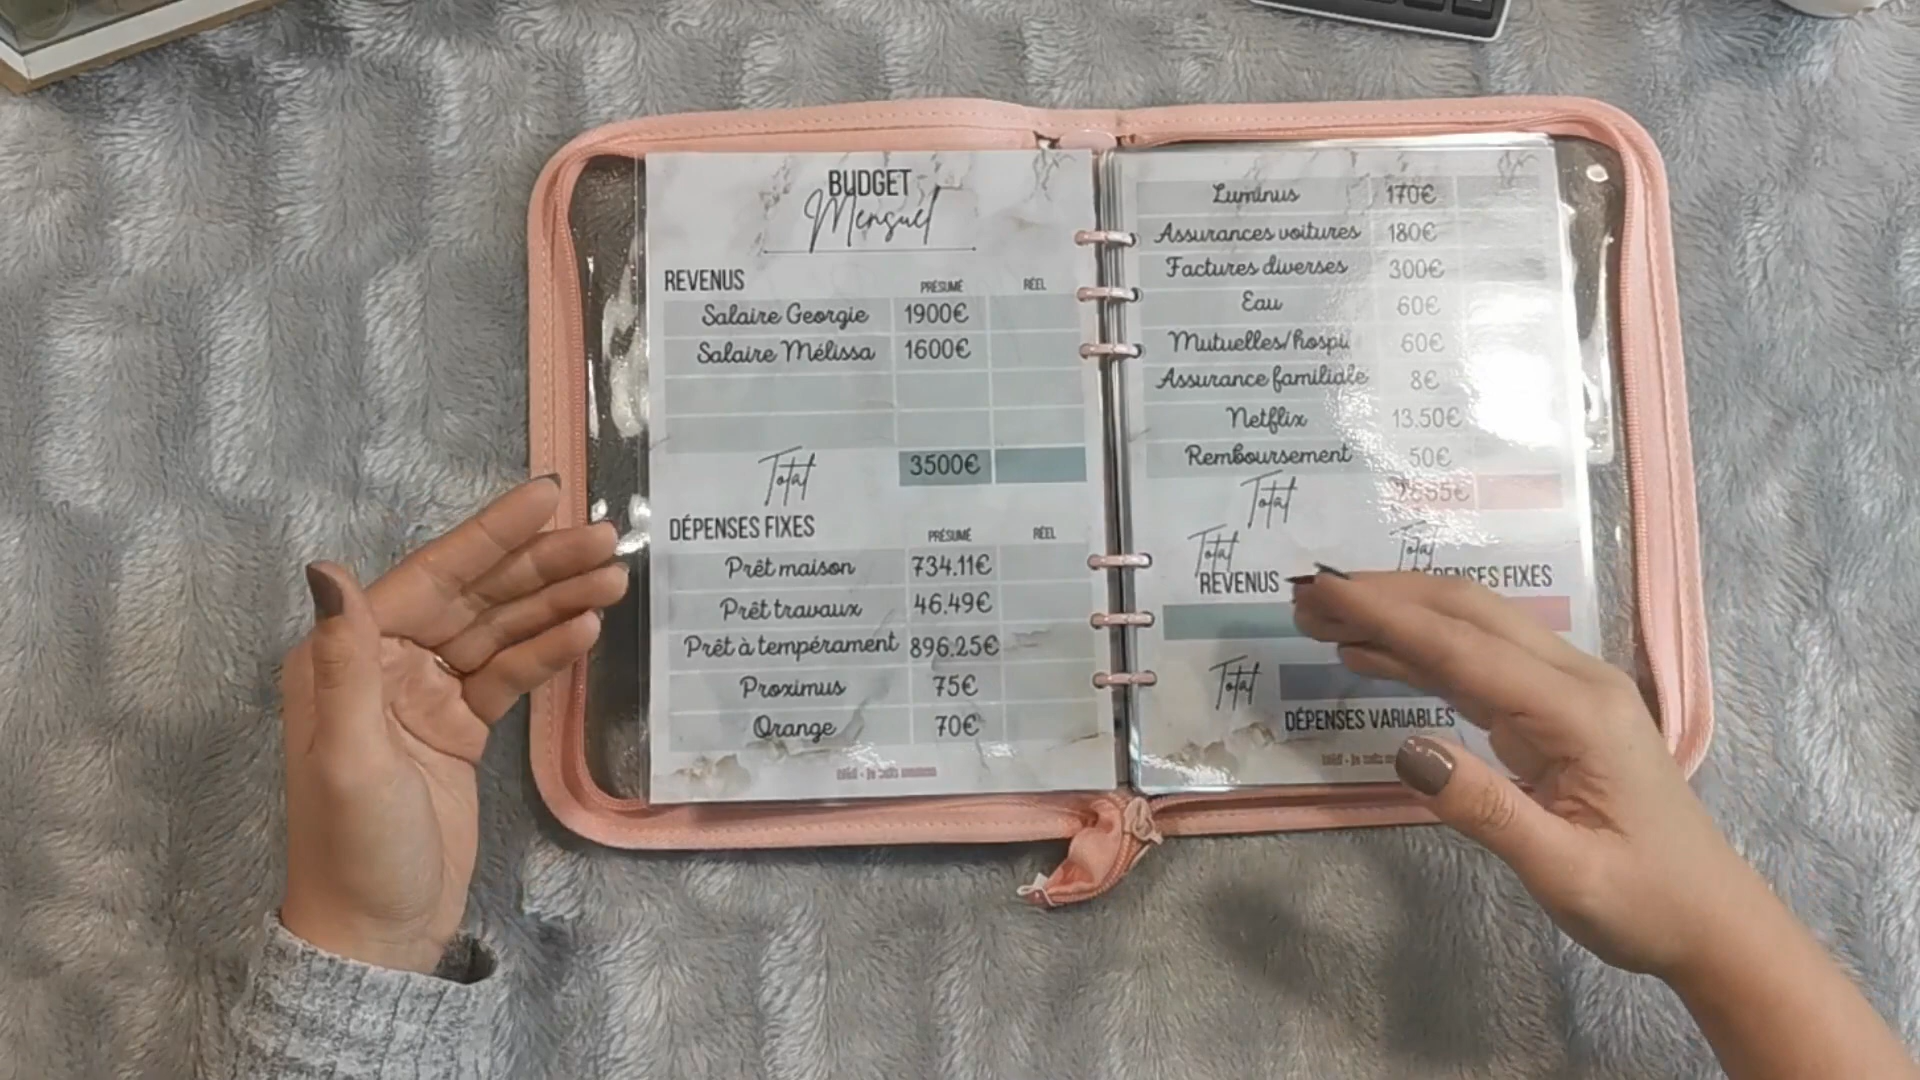 BUDGET
Mensuel
REVENUS PRÉSUMÉ RÉEL
Salaire Georgie 1900€
Salaire Mélissa 1600€
Total 3500€
DÉPENSES FIXES PRÉSUMÉ RÉEL
Prêt maison 734.11€
Prêt travaux 46.49€
Prêt à tempérament 896.25€
Proximus 75€
Orange 70€
Luminus 170€
Assurances voitures 180€
Factures diverses 300€
Eau 60€
Mutuelles/hospi 60€
Assurance familiale 8€
Netflix 13.50€
Remboursement 50€
Total
Total
REVENUS
Total
DÉPENSES FIXES
Total
DÉPENSES VARIABLES